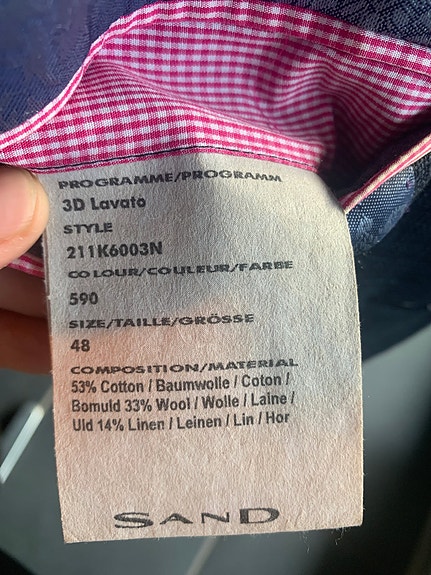 PROGRAMME/PROGRAMM
3D Lavato
STYLE
211K6003N
COLOUR/COULEUR/FARBE
590
SIZE/TAILLE/GRÖSSE
48
COMPOSITION/MATERIAL
53% Cotton / Baumwolle / Coton /
Bomuld 33% Wool / Wolle / Laine /
Uld 14% Linen / Leinen / Lin / Hor
SAND